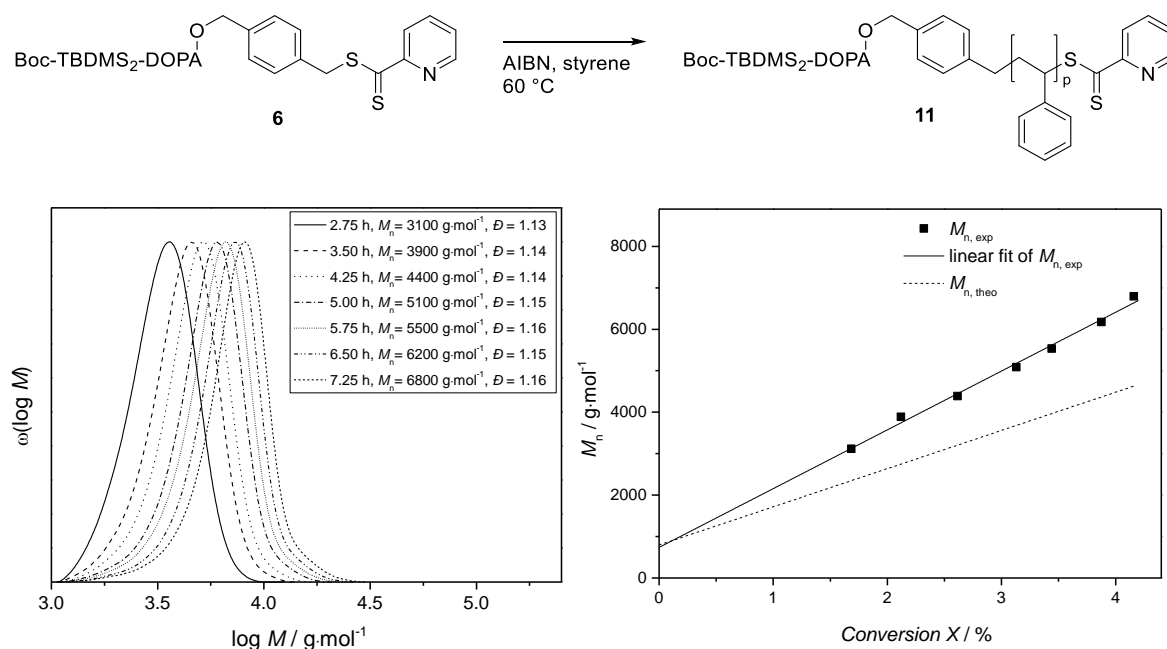 O
Boc-TBDMS2-DOPA
S
S
N
6
AIBN, styrene
60 °C
O
Boc-TBDMS2-DOPA
p
S
S
N
11
2.75 h, Mn= 3100 g·mol-1, Đ = 1.13
3.50 h, Mn= 3900 g·mol-1, Đ = 1.14
4.25 h, Mn= 4400 g·mol-1, Đ = 1.14
5.00 h, Mn= 5100 g·mol-1, Đ = 1.15
5.75 h, Mn= 5500 g·mol-1, Đ = 1.16
6.50 h, Mn= 6200 g·mol-1, Đ = 1.15
7.25 h, Mn= 6800 g·mol-1, Đ = 1.16
ω(log M)
3.0 3.5 4.0 4.5 5.0
log M / g·mol-1
Mn, exp
linear fit of Mn, exp
Mn, theo
8000
6000
4000
2000
0
Mn / g·mol-1
0 1 2 3 4
Conversion X / %